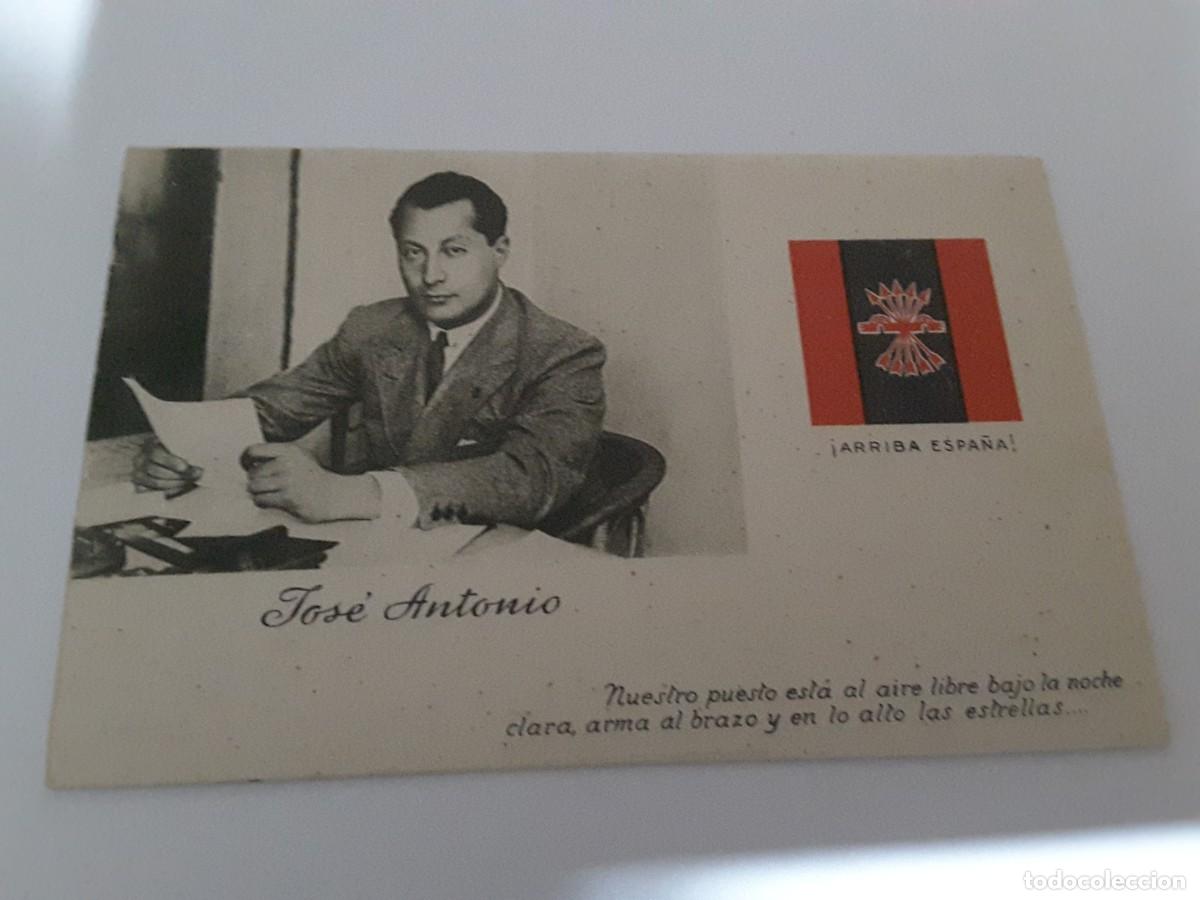 ¡ARRIBA ESPAÑA!
José Antonio
Nuestro puesto está al aire libre bajo la noche
clara, arma al brazo y en lo alto las estrellas....
todocoleccion